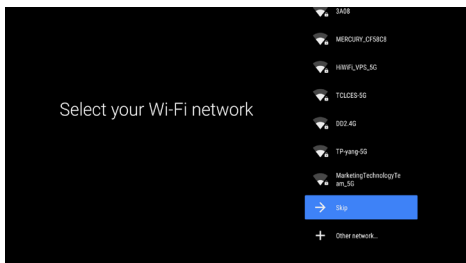 3A08
MERCURY_CF58C8
HiWiFi_VPS_5G
TCLCES-5G
Select your Wi-Fi network
DD2.4G
TP-yang-5G
MarketingTechnologyTe
am_5G
Skip
Other network...